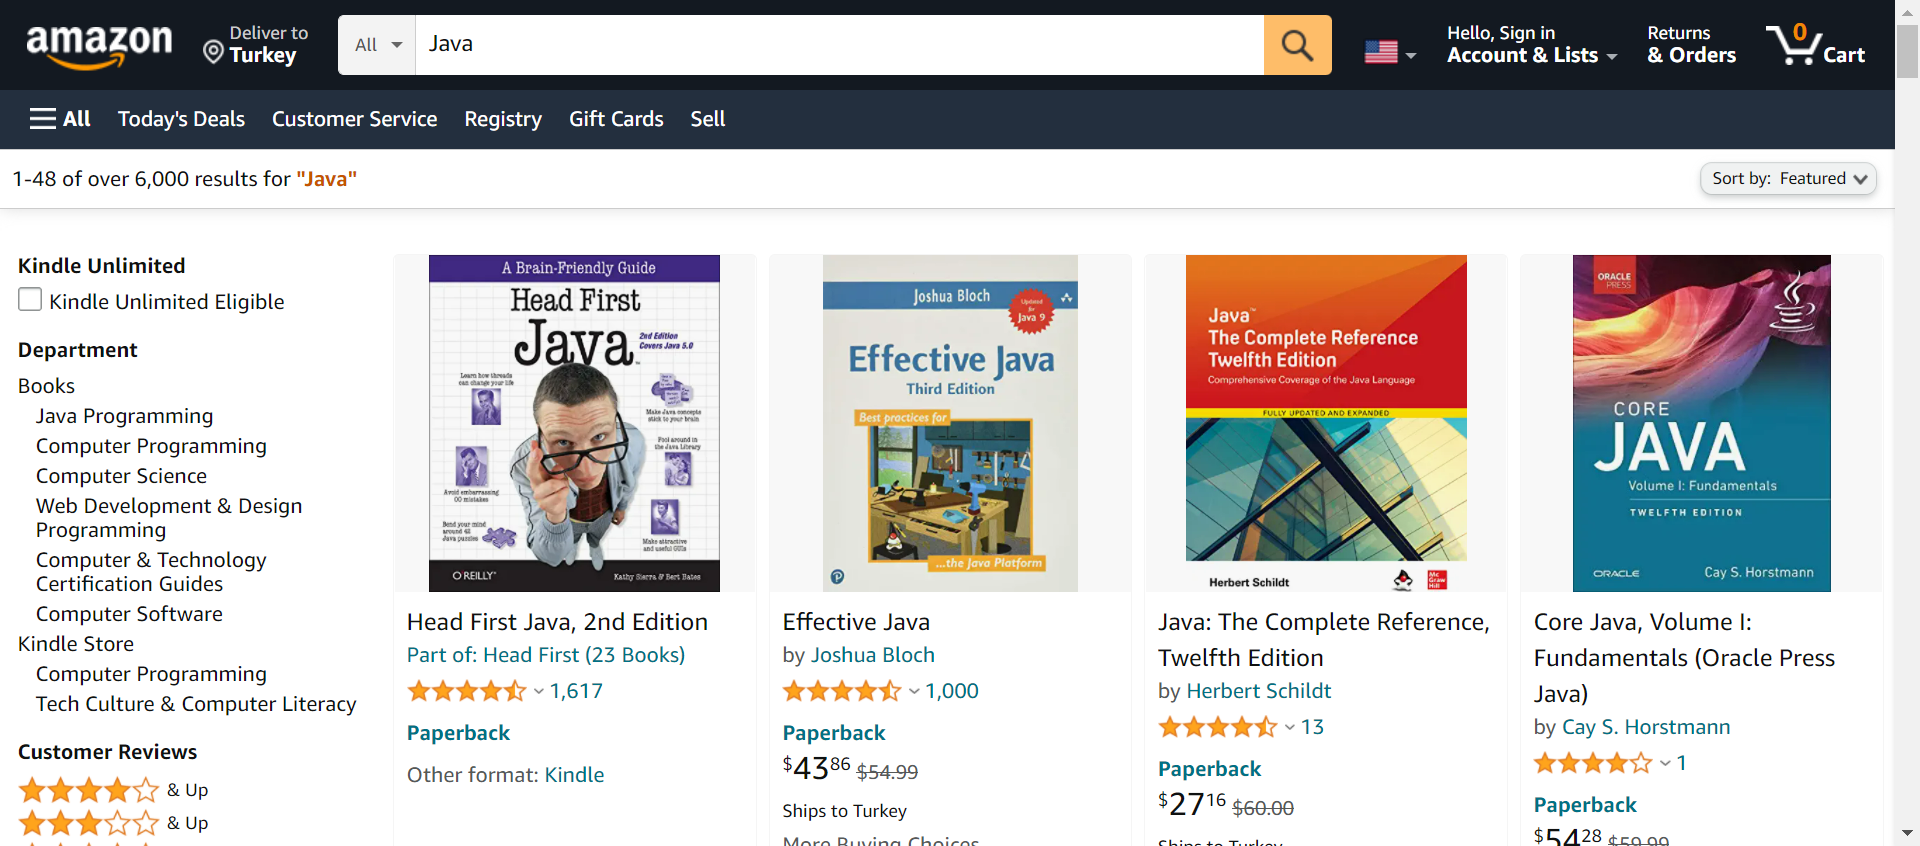 amazon
Deliver to
Turkey
All
Java
Hello, Sign in
Account & Lists
Returns
& Orders
0
Cart
All
Today's Deals
Customer Service
Registry
Gift Cards
Sell
1-48 of over 6,000 results for "Java"
Sort by: Featured
Kindle Unlimited
Kindle Unlimited Eligible
Department
Books
Java Programming
Computer Programming
Computer Science
Web Development & Design
Programming
Computer & Technology
Certification Guides
Computer Software
Kindle Store
Computer Programming
Tech Culture & Computer Literacy
Customer Reviews
& Up
& Up
A Brain-Friendly Guide
Head First
Java
2nd Edition
Covers Java 5.0
Learn how threads
can change your life
Make Java concepts
stick to your brain
Fool around in
the Java Library
Avoid embarrassing
OO mistakes
Bend your mind
around 42
Java puzzles
Make attractive
and useful GUIs
O'REILLY
Kathy Sierra & Bert Bates
Head First Java, 2nd Edition
Part of: Head First (23 Books)
1,617
Paperback
Other format: Kindle
Joshua Bloch
Updated
for
Java 9
Effective Java
Third Edition
Best practices for
...the Java Platform
P
Effective Java
by Joshua Bloch
1,000
Paperback
$43 86 $54.99
Ships to Turkey
More Buying Choices
Java™
The Complete Reference
Twelfth Edition
Comprehensive Coverage of the Java Language
FULLY UPDATED AND EXPANDED
Herbert Schildt
Mc
Graw
Hill
Java: The Complete Reference,
Twelfth Edition
by Herbert Schildt
13
Paperback
$27 16 $60.00
Ships to Turkey
ORACLE
PRESS
CORE
JAVA
Volume I: Fundamentals
TWELFTH EDITION
ORACLE
Cay S. Horstmann
Core Java, Volume I:
Fundamentals (Oracle Press
Java)
by Cay S. Horstmann
1
Paperback
$54 28 $59.99